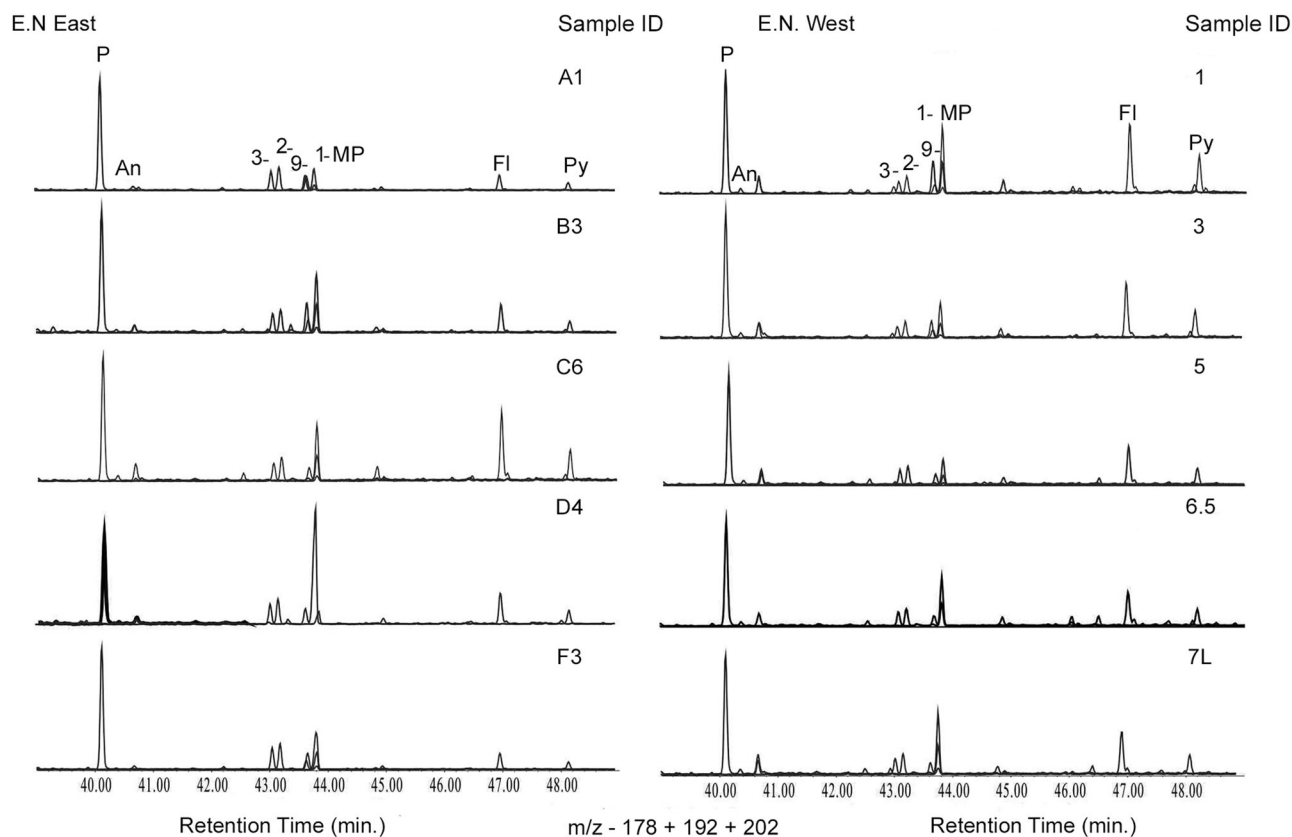 E.N East Sample ID E.N. West Sample ID
P P
A1 1
1- MP Fl
An 3- 2- 9- 1-MP Fl Py
An 3- 2- 9- Py
B3 3
C6 5
D4 6.5
F3 7L
40.00 41.00 42.00 43.00 44.00 45.00 46.00 47.00 48.00 40.00 41.00 42.00 43.00 44.00 45.00 46.00 47.00 48.00
Retention Time (min.) m/z - 178 + 192 + 202 Retention Time (min.)